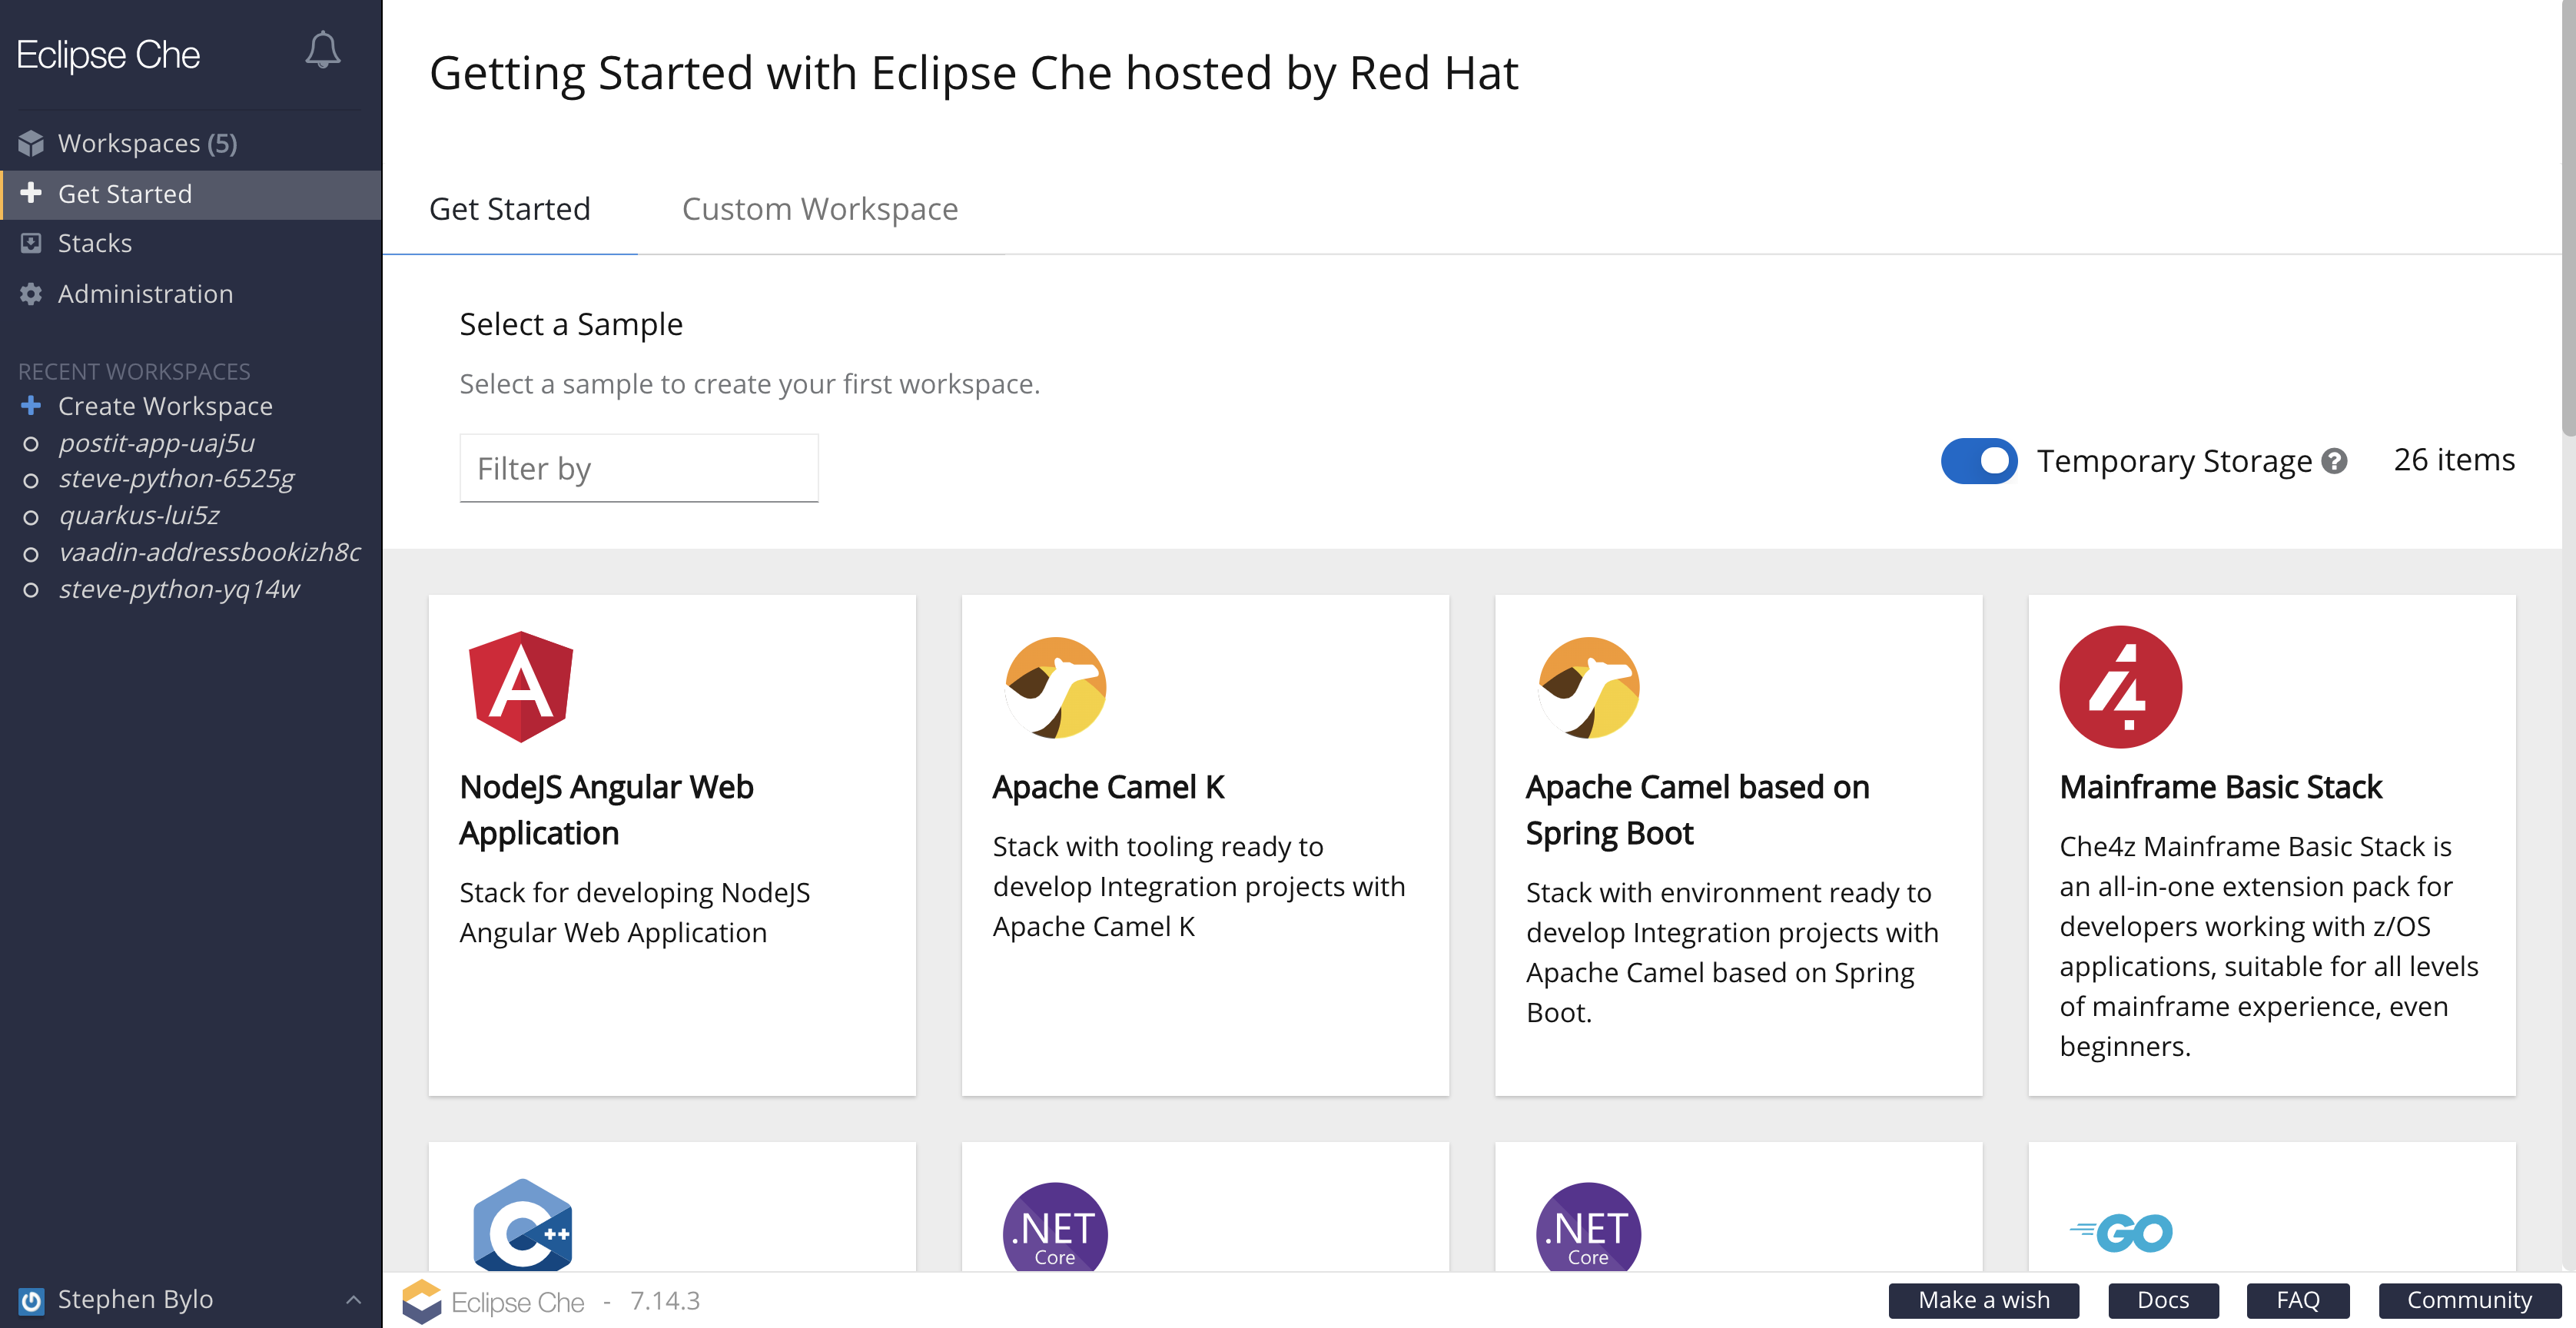 Eclipse Che
Workspaces (5)
Get Started
Stacks
Administration
RECENT WORKSPACES
Create Workspace
postit-app-uaj5u
steve-python-6525g
quarkus-lui5z
vaadin-addressbookizh8c
steve-python-yq14w
Stephen Bylo
Getting Started with Eclipse Che hosted by Red Hat
Get Started
Custom Workspace
Select a Sample
Select a sample to create your first workspace.
Filter by
Temporary Storage ?
26 items
A
NodeJS Angular Web
Application
Stack for developing NodeJS
Angular Web Application
Apache Camel K
Stack with tooling ready to
develop Integration projects with
Apache Camel K
Apache Camel based on
Spring Boot
Stack with environment ready to
develop Integration projects with
Apache Camel based on Spring
Boot.
4
Mainframe Basic Stack
Che4z Mainframe Basic Stack is
an all-in-one extension pack for
developers working with z/OS
applications, suitable for all levels
of mainframe experience, even
beginners.
C++
.NET
Core
.NET
Core
GO
Eclipse Che - 7.14.3
Make a wish
Docs
FAQ
Community